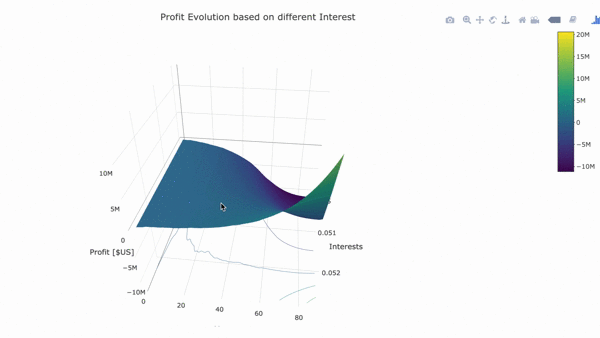 Profit Evolution based on different Interest
20M
15M
10M
5M
0
−5M
−10M
10M
5M
0
Profit [$US]
−5M
−10M
0
20
40
60
80
0.051
Interests
0.052